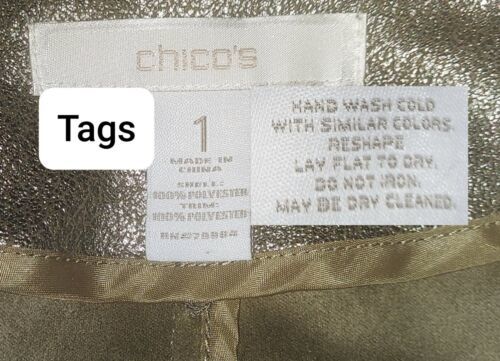 chico's
Tags
1
MADE IN
CHINA
SHELL:
100% POLYESTER
TRIM:
100% POLYESTER
HAND WASH COLD
WITH SIMILAR COLORS.
RESHAPE
LAY FLAT TO DRY.
DO NOT IRON.
MAY BE DRY CLEANED.